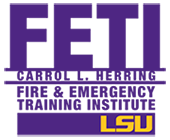 FETI
CARROL L. HERRING
FIRE & EMERGENCY
TRAINING INSTITUTE
LSU